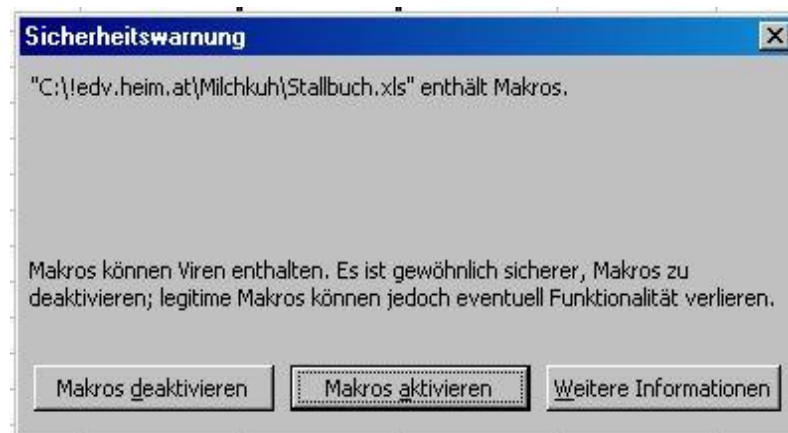 Sicherheitswarnung
"C:\!edv.heim.at\Milchkuh\Stallbuch.xls" enthält Makros.
Makros können Viren enthalten. Es ist gewöhnlich sicherer, Makros zu
deaktivieren; legitime Makros können jedoch eventuell Funktionalität verlieren.
Makros deaktivieren
Makros aktivieren
Weitere Informationen